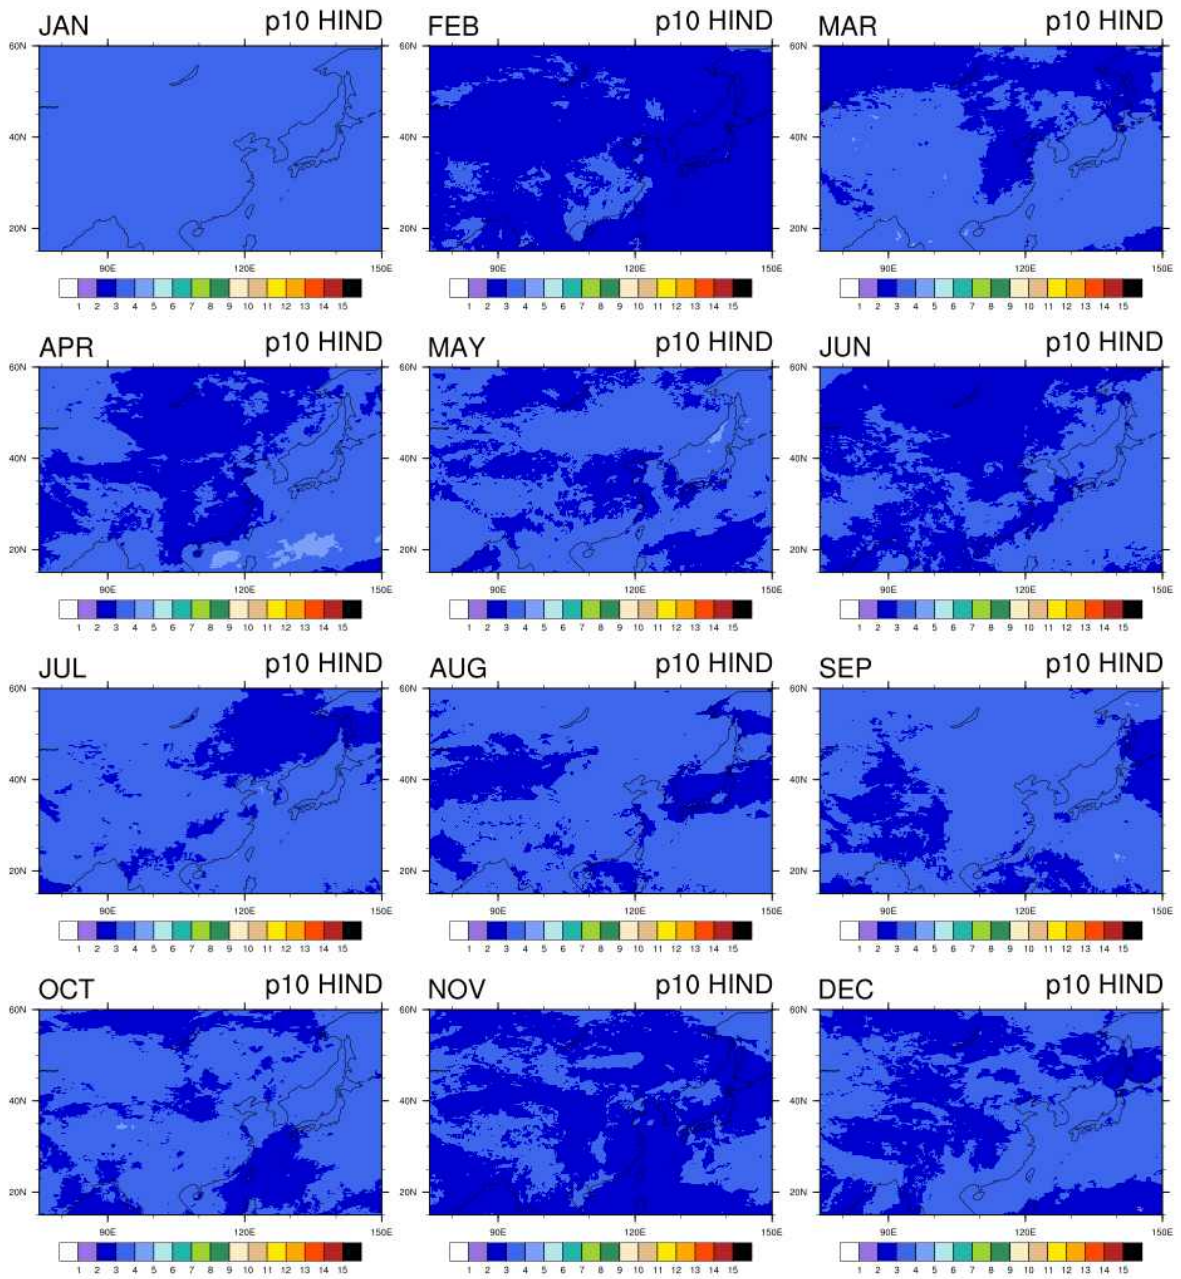 JAN p10 HIND FEB p10 HIND MAR p10 HIND
60N 60N 60N
40N 40N 40N
20N 20N 20N
90E 120E 150E 90E 120E 150E 90E 120E 150E
1 2 3 4 5 6 7 8 9 10 11 12 13 14 15 1 2 3 4 5 6 7 8 9 10 11 12 13 14 15 1 2 3 4 5 6 7 8 9 10 11 12 13 14 15
APR p10 HIND MAY p10 HIND JUN p10 HIND
60N 60N 60N
40N 40N 40N
20N 20N 20N
90E 120E 150E 90E 120E 150E 90E 120E 150E
1 2 3 4 5 6 7 8 9 10 11 12 13 14 15 1 2 3 4 5 6 7 8 9 10 11 12 13 14 15 1 2 3 4 5 6 7 8 9 10 11 12 13 14 15
JUL p10 HIND AUG p10 HIND SEP p10 HIND
60N 60N 60N
40N 40N 40N
20N 20N 20N
90E 120E 150E 90E 120E 150E 90E 120E 150E
1 2 3 4 5 6 7 8 9 10 11 12 13 14 15 1 2 3 4 5 6 7 8 9 10 11 12 13 14 15 1 2 3 4 5 6 7 8 9 10 11 12 13 14 15
OCT p10 HIND NOV p10 HIND DEC p10 HIND
60N 60N 60N
40N 40N 40N
20N 20N 20N
90E 120E 150E 90E 120E 150E 90E 120E 150E
1 2 3 4 5 6 7 8 9 10 11 12 13 14 15 1 2 3 4 5 6 7 8 9 10 11 12 13 14 15 1 2 3 4 5 6 7 8 9 10 11 12 13 14 15